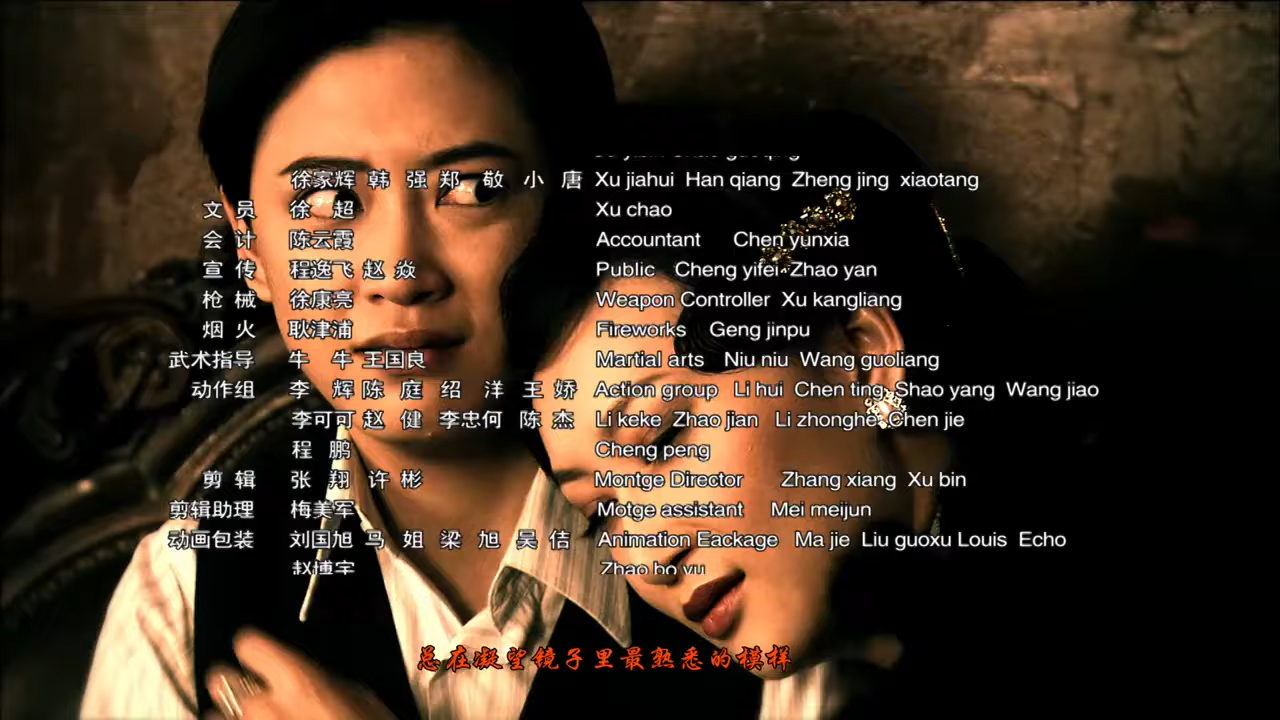 徐家辉 韩 强 郑 敬 小 唐 Xu jiahui Han qiang Zheng jing xiaotang
文 员 徐 超 Xu chao
会 计 陈云霞 Accountant Chen yunxia
宣 传 程逸飞 赵 焱 Public Cheng yifei Zhao yan
枪 械 徐康亮 Weapon Controller Xu kangliang
烟 火 耿津浦 Fireworks Geng jinpu
武术指导 牛 牛 王国良 Martial arts Niu niu Wang guoliang
动作组 李 辉 陈 庭 绍 洋 王 娇 Action group Li hui Chen ting Shao yang Wang jiao
李可可 赵 健 李忠何 陈 杰 Li keke Zhao jian Li zhonghe Chen jie
程 鹏 Cheng peng
剪 辑 张 翔 许 彬 Montge Director Zhang xiang Xu bin
剪辑助理 梅美军 Motge assistant Mei meijun
动画包装 刘国旭 马 姐 梁 旭 吴 佶 Animation Eackage Ma jie Liu guoxu Louis Echo
赵博宇 Zhao bo yu
总在凝望镜子里最熟悉的模样